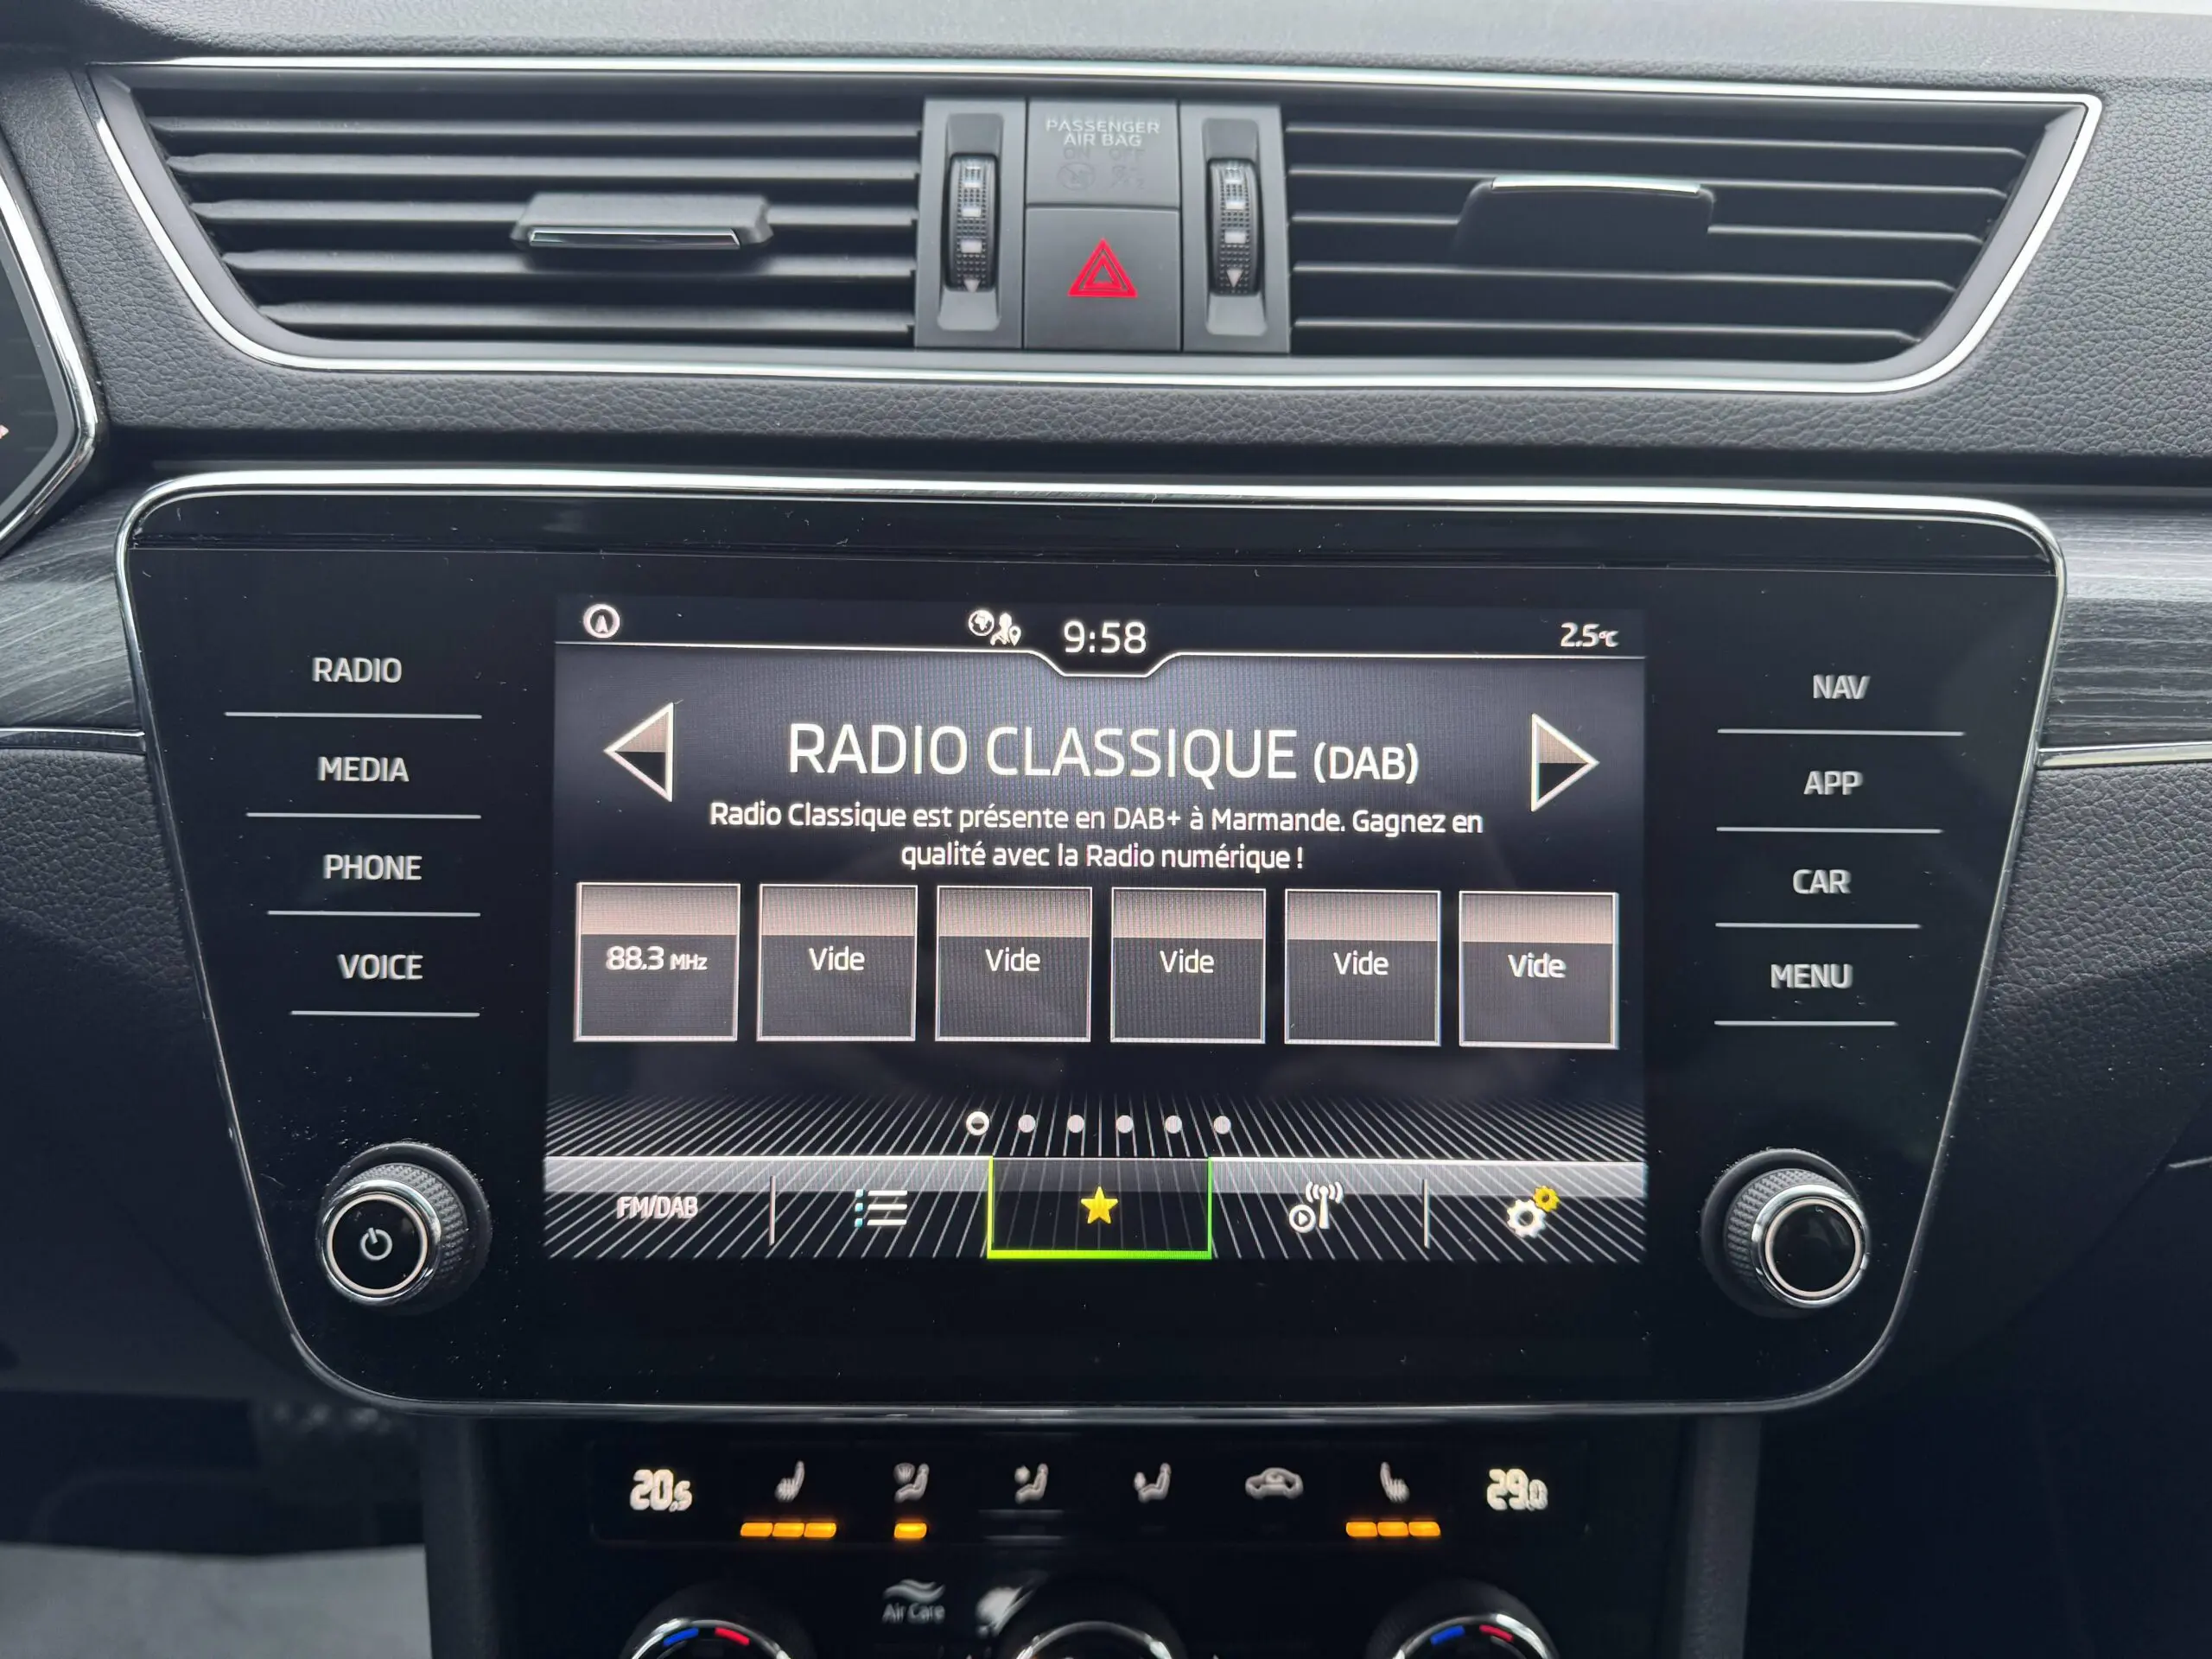 PASSENGER
AIR BAG
ON OFF
9:58
2.5°C
RADIO
MEDIA
PHONE
VOICE
RADIO CLASSIQUE (DAB)
Radio Classique est présente en DAB+ à Marmande. Gagnez en
qualité avec la Radio numérique !
88.3 MHz
Vide
Vide
Vide
Vide
Vide
FM/DAB
NAV
APP
CAR
MENU
20.5
29.0
Air Care